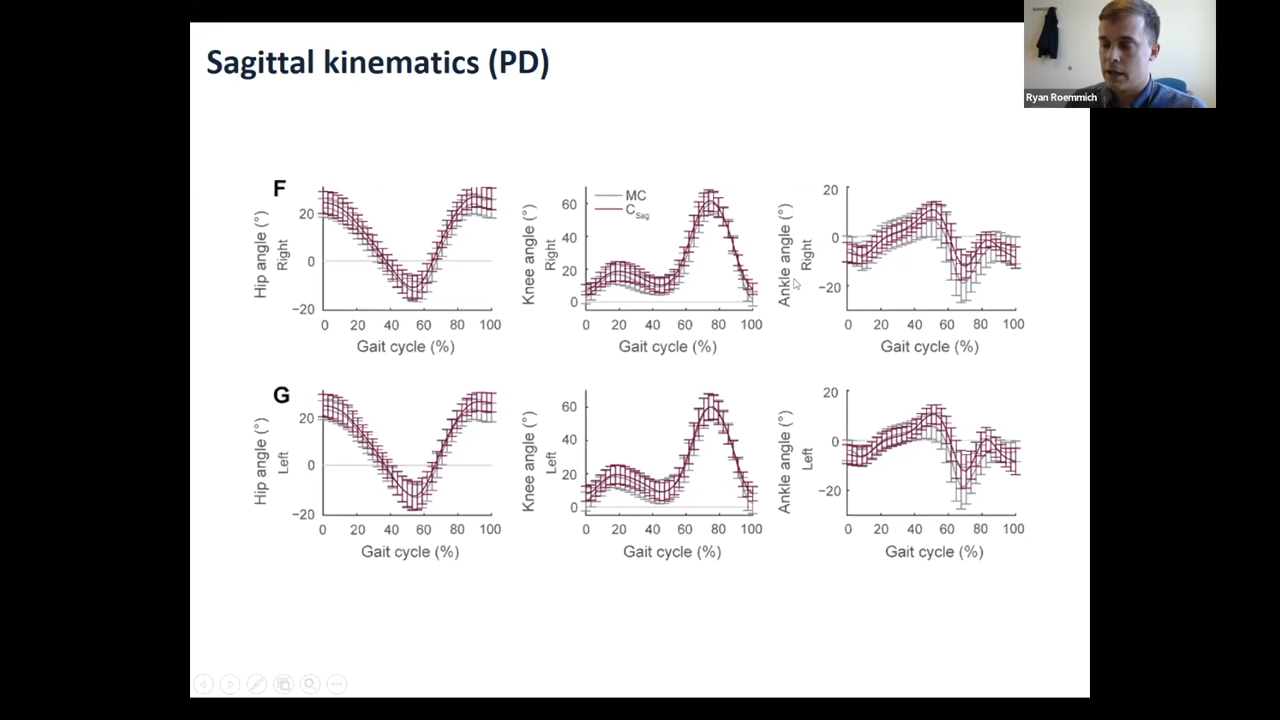 Sagittal kinematics (PD)
Ryan Roemmich
F
Hip angle (°)
Right
20
0
−20
0 20 40 60 80 100
Gait cycle (%)
Knee angle (°)
Right
60
40
20
0
MC
C Sag
0 20 40 60 80 100
Gait cycle (%)
Ankle angle (°)
Right
20
0
−20
0 20 40 60 80 100
Gait cycle (%)
G
Hip angle (°)
Left
20
0
−20
0 20 40 60 80 100
Gait cycle (%)
Knee angle (°)
Left
60
40
20
0
0 20 40 60 80 100
Gait cycle (%)
Ankle angle (°)
Left
20
0
−20
0 20 40 60 80 100
Gait cycle (%)